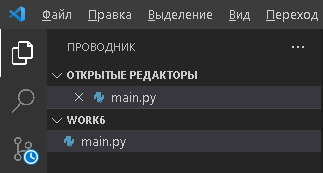 Файл Правка Выделение Вид Переход
ПРОВОДНИК
ОТКРЫТЫЕ РЕДАКТОРЫ
main.py
WORK6
main.py